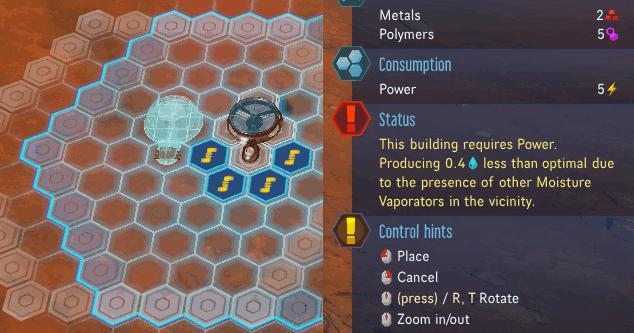 Metals 2
Polymers 5
Consumption
Power 5
Status
This building requires Power.
Producing 0.4 less than optimal due
to the presence of other Moisture
Vaporators in the vicinity.
Control hints
Place
Cancel
(press) / R, T Rotate
Zoom in/out